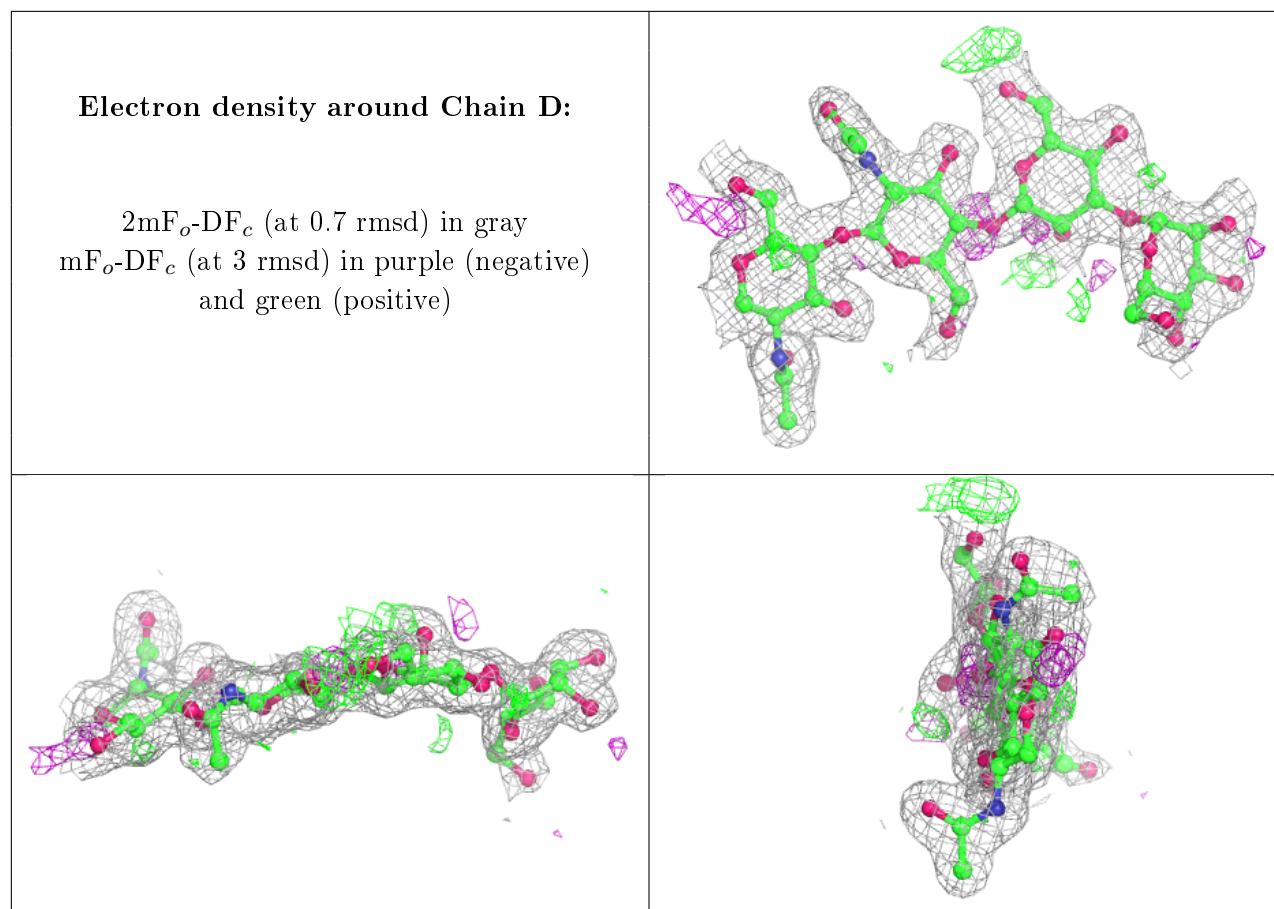 Electron density around Chain D:
2mFo-DFc (at 0.7 rmsd) in gray
mFo-DFc (at 3 rmsd) in purple (negative)
and green (positive)